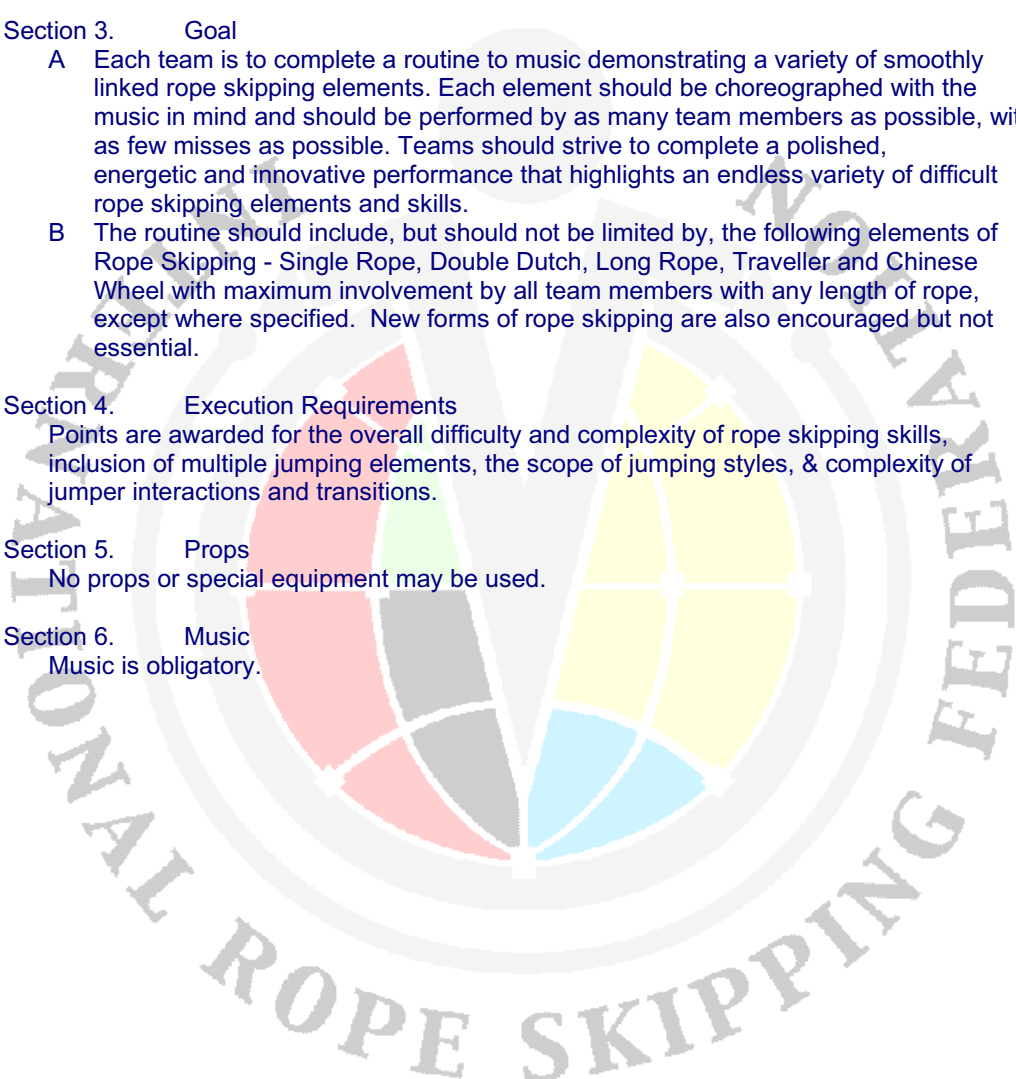 Section 3. Goal
A Each team is to complete a routine to music demonstrating a variety of smoothly
linked rope skipping elements. Each element should be choreographed with the
music in mind and should be performed by as many team members as possible, wit
as few misses as possible. Teams should strive to complete a polished,
energetic and innovative performance that highlights an endless variety of difficult
rope skipping elements and skills.
B The routine should include, but should not be limited by, the following elements of
Rope Skipping - Single Rope, Double Dutch, Long Rope, Traveller and Chinese
Wheel with maximum involvement by all team members with any length of rope,
except where specified. New forms of rope skipping are also encouraged but not
essential.
Section 4. Execution Requirements
Points are awarded for the overall difficulty and complexity of rope skipping skills,
inclusion of multiple jumping elements, the scope of jumping styles, & complexity of
jumper interactions and transitions.
Section 5. Props
No props or special equipment may be used.
Section 6. Music
Music is obligatory.
INTERNATIONAL ROPE SKIPPING FEDERATION